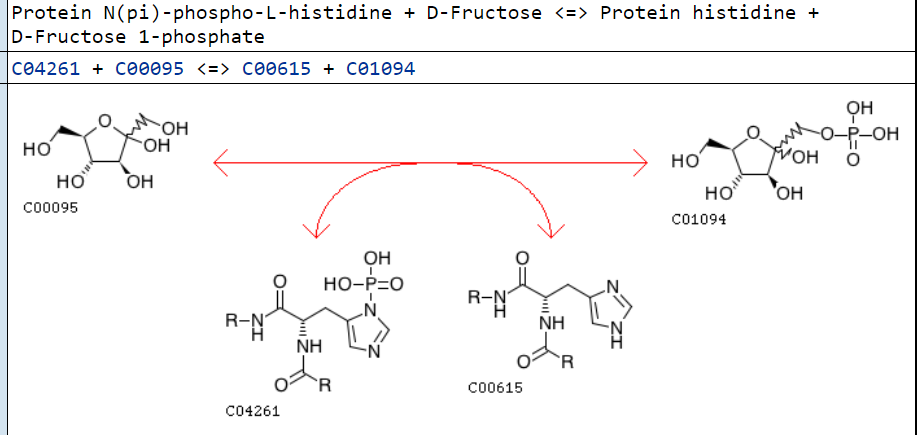 Protein N(pi)-phospho-L-histidine + D-Fructose <=> Protein histidine +
D-Fructose 1-phosphate
C04261 + C00095 <=> C00615 + C01094
O
OH
HO
OH
HO
OH
C00095
OH
O
O-P-OH
O
HO
OH
HO
OH
C01094
OH
O
HO-P=O
R-N
H
N
NH
N
O
R
C04261
O
R-N
H
N
NH
N
H
O
R
C00615